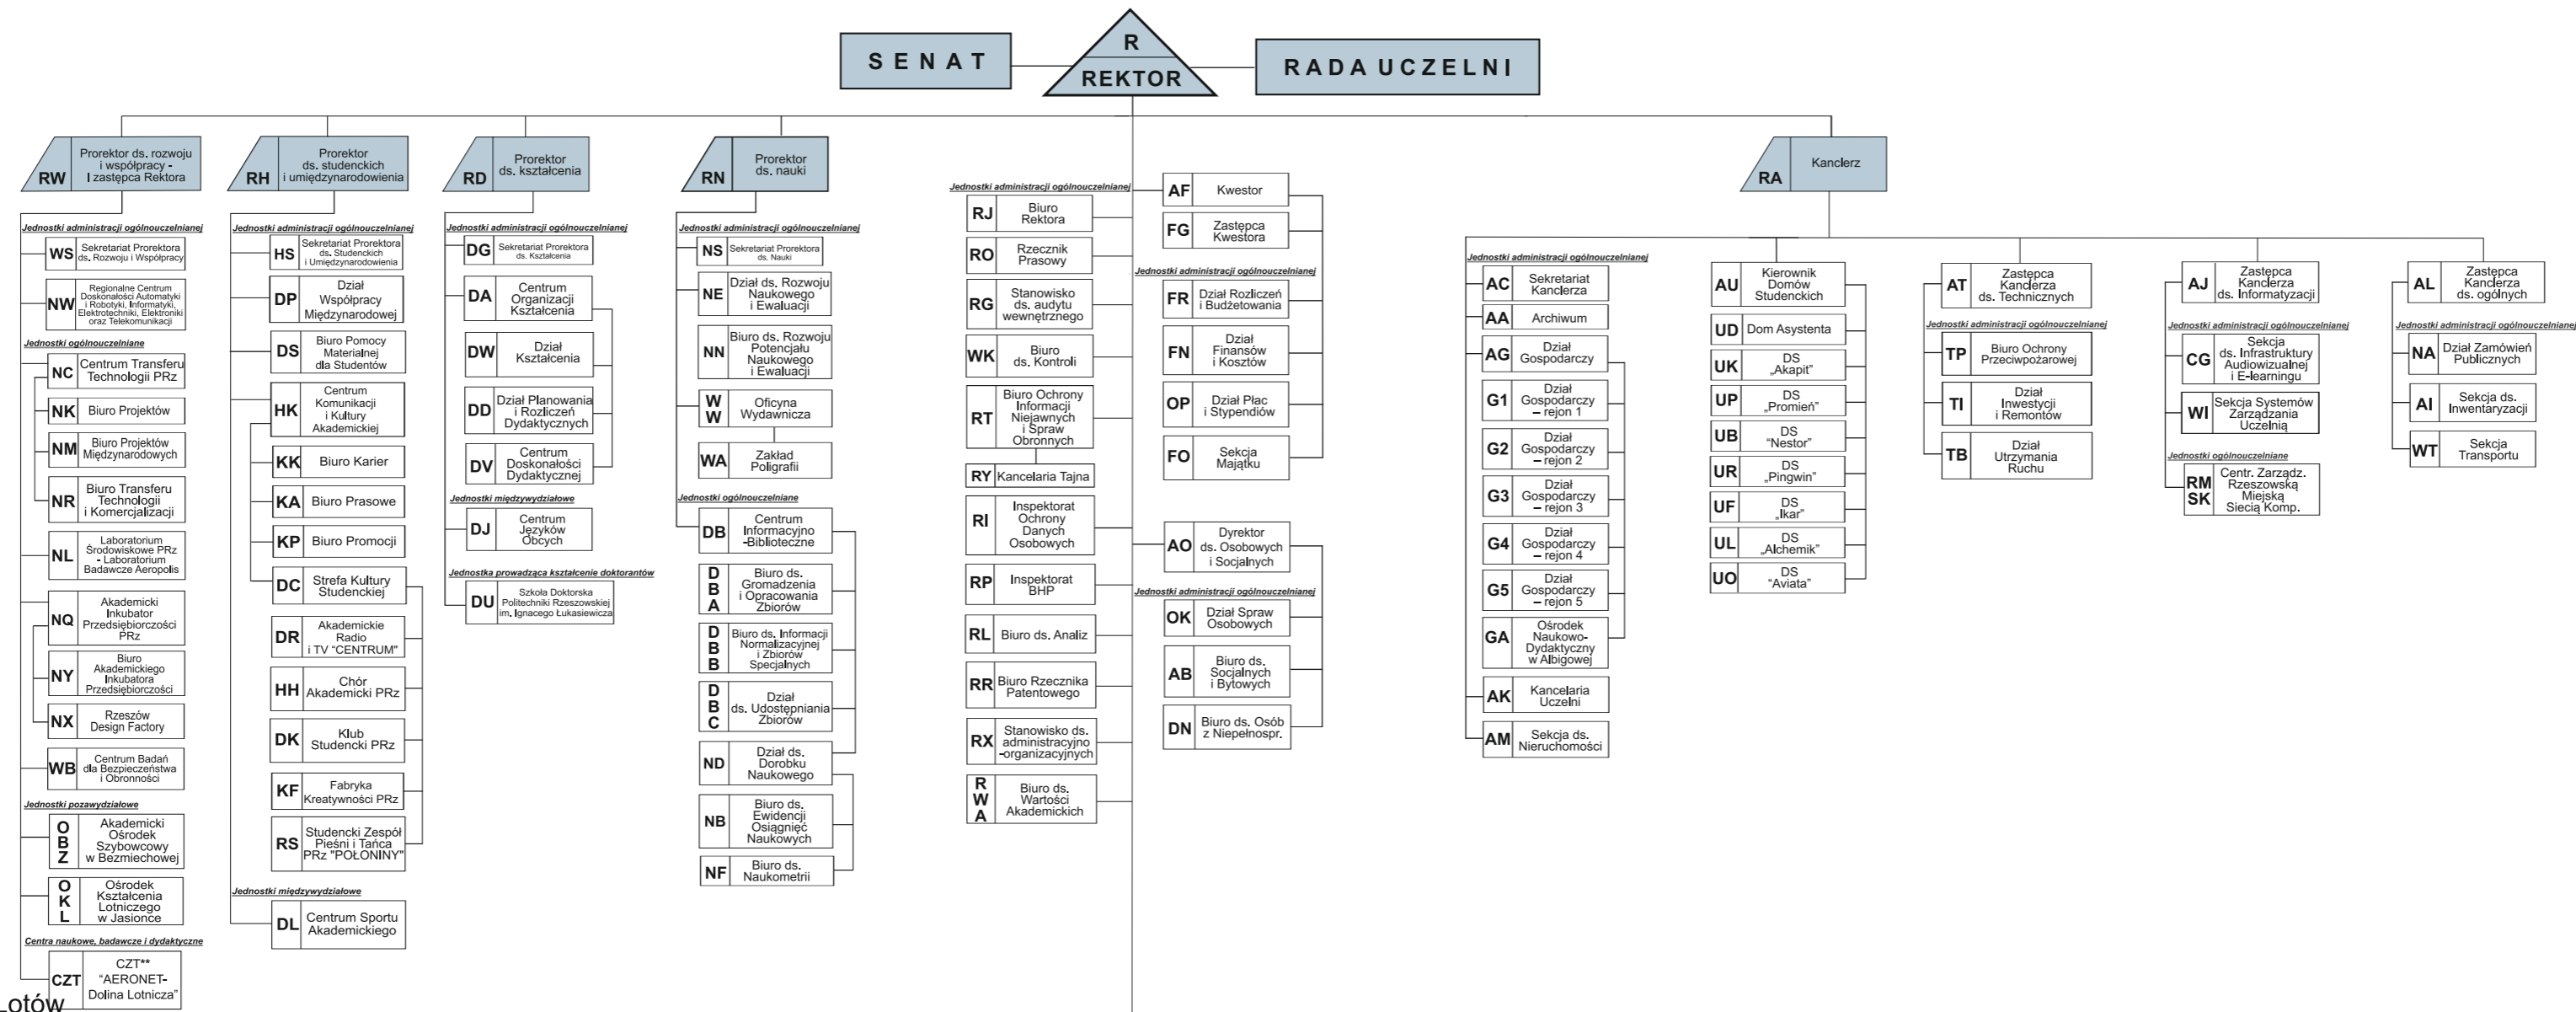 S E N A T
R
REKTOR
RADA UCZELNI
RW
Prorektor ds. rozwoju
i współpracy -
I zastępca Rektora
Jednostki administracji ogólnouczelnianej
WS
Sekretariat Prorektora
ds. Rozwoju i Współpracy
NW
Regionalne Centrum
Doskonałości Automatyki
i Robotyki, Informatyki,
Elektrotechniki, Elektroniki
oraz Telekomunikacji
Jednostki ogólnouczelniane
NC
Centrum Transferu
Technologii PRz
NK
Biuro Projektów
NM
Biuro Projektów
Międzynarodowych
NR
Biuro Transferu
Technologii
i Komercjalizacji
NL
Laboratorium
Środowiskowe PRz
- Laboratorium
Badawcze Aeropolis
NQ
Akademicki
Inkubator
Przedsiębiorczości
PRz
NY
Biuro
Akademickiego
Inkubatora
Przedsiębiorczości
NX
Rzeszów
Design Factory
WB
Centrum Badań
dla Bezpieczeństwa
i Obronności
Jednostki pozawydziałowe
O
B
Z
Akademicki
Ośrodek
Szybowcowy
w Bezmiechowej
O
K
L
Ośrodek
Kształcenia
Lotniczego
w Jasionce
Centra naukowe, badawcze i dydaktyczne
CZT
CZT**
“AERONET-
Dolina Lotnicza”
Lotów
RH
Prorektor
ds. studenckich
i umiędzynarodowienia
Jednostki administracji ogólnouczelnianej
HS
Sekretariat Prorektora
ds. Studenckich
i Umiędzynarodowienia
DP
Dział
Współpracy
Międzynarodowej
DS
Biuro Pomocy
Materialnej
dla Studentów
HK
Centrum
Komunikacji
i Kultury
Akademickiej
KK
Biuro Karier
KA
Biuro Prasowe
KP
Biuro Promocji
DC
Strefa Kultury
Studenckiej
DR
Akademickie
Radio
i TV “CENTRUM”
HH
Chór
Akademicki PRz
DK
Klub
Studencki PRz
KF
Fabryka
Kreatywności PRz
RS
Studencki Zespół
Pieśni i Tańca
PRz "POŁONINY"
Jednostki międzywydziałowe
DL
Centrum Sportu
Akademickiego
RD
Prorektor
ds. kształcenia
Jednostki administracji ogólnouczelnianej
DG
Sekretariat Prorektora
ds. Kształcenia
DA
Centrum
Organizacji
Kształcenia
DW
Dział
Kształcenia
DD
Dział Planowania
i Rozliczeń
Dydaktycznych
DV
Centrum
Doskonałości
Dydaktycznej
Jednostki międzywydziałowe
DJ
Centrum
Języków
Obcych
Jednostka prowadząca kształcenie doktorantów
DU
Szkoła Doktorska
Politechniki Rzeszowskiej
im. Ignacego Łukasiewicza
RN
Prorektor
ds. nauki
Jednostki administracji ogólnouczelnianej
NS
Sekretariat Prorektora
ds. Nauki
NE
Dział ds. Rozwoju
Naukowego
i Ewaluacji
NN
Biuro ds. Rozwoju
Potencjału
Naukowego
i Ewaluacji
W
W
Oficyna
Wydawnicza
WA
Zakład
Poligrafii
Jednostki ogólnouczelniane
DB
Centrum
Informacyjno
-Biblioteczne
D
B
A
Biuro ds.
Gromadzenia
i Opracowania
Zbiorów
D
B
B
Biuro ds. Informacji
Normalizacyjnej
i Zbiorów
Specjalnych
D
B
C
Dział
ds. Udostępniania
Zbiorów
ND
Dział ds.
Dorobku
Naukowego
NB
Biuro ds.
Ewidencji
Osiągnięć
Naukowych
NF
Biuro ds.
Naukometrii
Jednostki administracji ogólnouczelnianej
RJ
Biuro
Rektora
RO
Rzecznik
Prasowy
RG
Stanowisko
ds. audytu
wewnętrznego
WK
Biuro
ds. Kontroli
RT
Biuro Ochrony
Informacji
Niejawnych
i Spraw
Obronnych
RY
Kancelaria Tajna
RI
Inspektorat
Ochrony
Danych
Osobowych
RP
Inspektorat
BHP
RL
Biuro ds. Analiz
RR
Biuro Rzecznika
Patentowego
RX
Stanowisko ds.
administracyjno
-organizacyjnych
R
W
A
Biuro ds.
Wartości
Akademickich
AF
Kwestor
FG
Zastępca
Kwestora
Jednostki administracji ogólnouczelnianej
FR
Dział Rozliczeń
i Budżetowania
FN
Dział
Finansów
i Kosztów
OP
Dział Płac
i Stypendiów
FO
Sekcja
Majątku
AO
Dyrektor
ds. Osobowych
i Socjalnych
Jednostki administracji ogólnouczelnianej
OK
Dział Spraw
Osobowych
AB
Biuro ds.
Socjalnych
i Bytowych
DN
Biuro ds. Osób
z Niepełnospr.
RA
Kanclerz
Jednostki administracji ogólnouczelnianej
AC
Sekretariat
Kanclerza
AA
Archiwum
AG
Dział
Gospodarczy
G1
Dział
Gospodarczy
– rejon 1
G2
Dział
Gospodarczy
– rejon 2
G3
Dział
Gospodarczy
– rejon 3
G4
Dział
Gospodarczy
– rejon 4
G5
Dział
Gospodarczy
– rejon 5
GA
Ośrodek
Naukowo-
Dydaktyczny
w Albigowej
AK
Kancelaria
Uczelni
AM
Sekcja ds.
Nieruchomości
AU
Kierownik
Domów
Studenckich
UD
Dom Asystenta
UK
DS
„Akapit”
UP
DS
„Promień”
UB
DS
“Nestor”
UR
DS
„Pingwin”
UF
DS
„Ikar”
UL
DS
„Alchemik”
UO
DS
“Aviata”
AT
Zastępca
Kanclerza
ds. Technicznych
Jednostki administracji ogólnouczelnianej
TP
Biuro Ochrony
Przeciwpożarowej
TI
Dział
Inwestycji
i Remontów
TB
Dział
Utrzymania
Ruchu
AJ
Zastępca
Kanclerza
ds. Informatyzacji
Jednostki administracji ogólnouczelnianej
CG
Sekcja
ds. Infrastruktury
Audiowizualnej
i E-learningu
WI
Sekcja Systemów
Zarządzania
Uczelnią
Jednostki ogólnouczelniane
RM
SK
Centr. Zarządz.
Rzeszowską
Miejską
Siecią Komp.
AL
Zastępca
Kanclerza
ds. ogólnych
Jednostki administracji ogólnouczelnianej
NA
Dział Zamówień
Publicznych
AI
Sekcja ds.
Inwentaryzacji
WT
Sekcja
Transportu